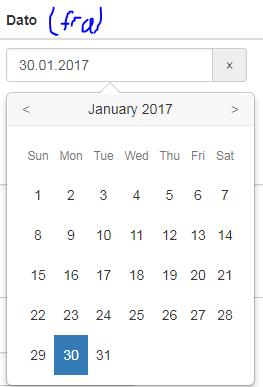 Dato (fra)
30.01.2017 ×
< January 2017 >
Sun Mon Tue Wed Thu Fri Sat
1 2 3 4 5 6 7
8 9 10 11 12 13 14
15 16 17 18 19 20 21
22 23 24 25 26 27 28
29 30 31